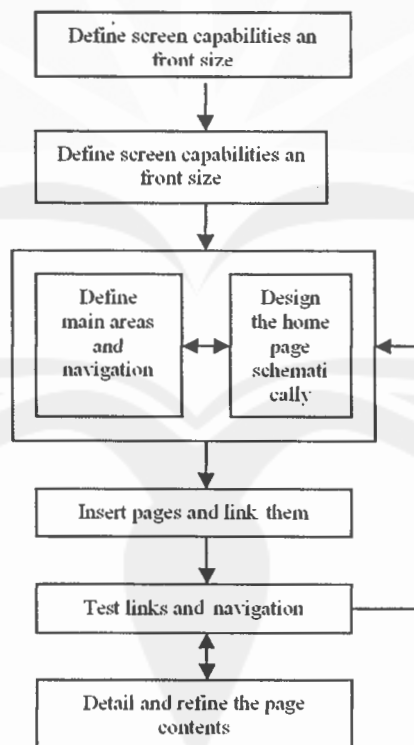 Define screen capabilities an
front size
Define screen capabilities an
front size
Define
main areas
and
navigation
Design
the home
page
schemati
cally
Insert pages and link them
Test links and navigation
Detail and refine the page
contents